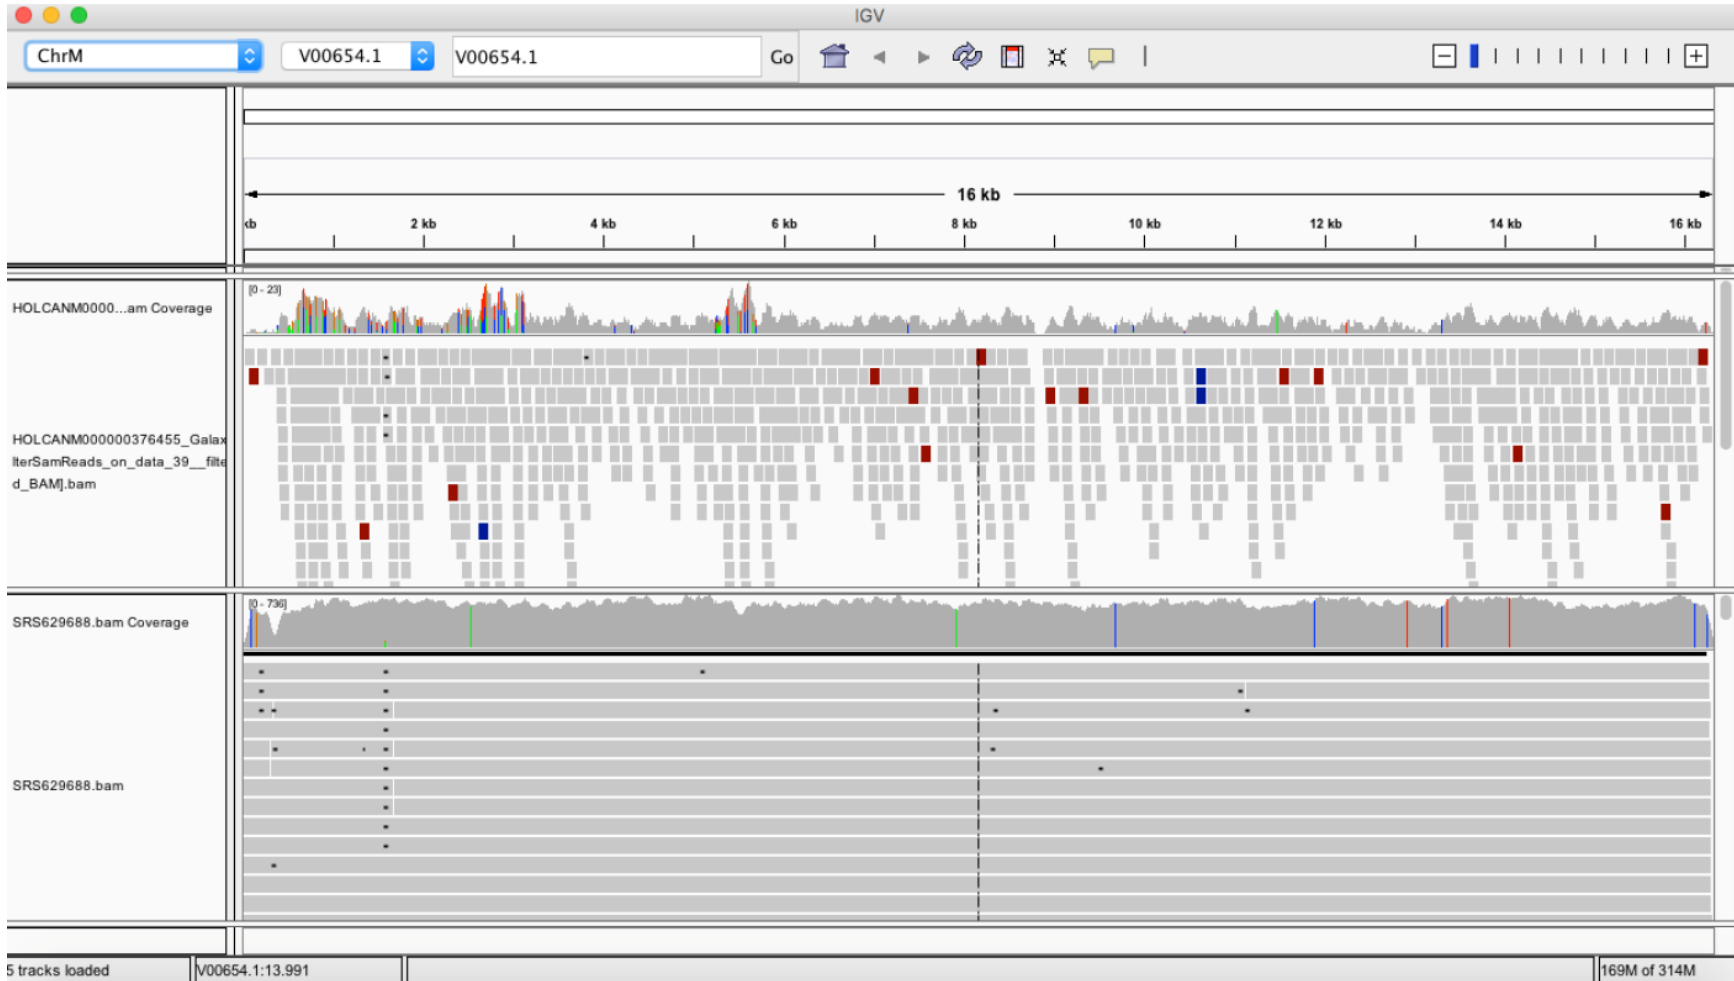 IGV
ChrM V00654.1 V00654.1 Go
16 kb
kb 2 kb 4 kb 6 kb 8 kb 10 kb 12 kb 14 kb 16 kb
[0 - 23]
HOLCANM0000...am Coverage
HOLCANM000000376455_Galax
lterSamReads_on_data_39__filte
d_BAM].bam
[0 - 736]
SRS629688.bam Coverage
SRS629688.bam
5 tracks loaded V00654.1:13.991 169M of 314M